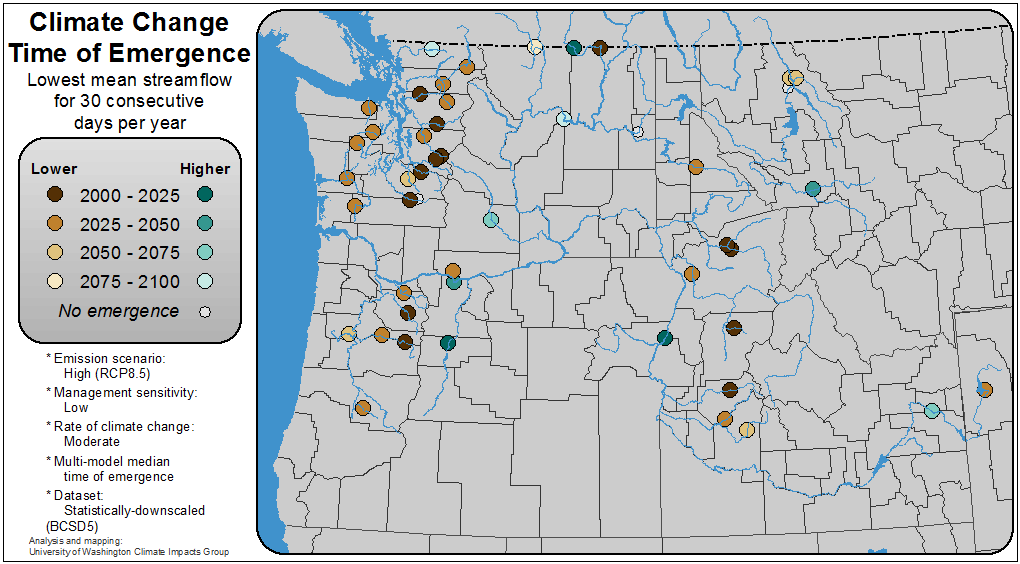 Climate Change
Time of Emergence
Lowest mean streamflow
for 30 consecutive
days per year
Lower Higher
2000 - 2025
2025 - 2050
2050 - 2075
2075 - 2100
No emergence
* Emission scenario:
High (RCP8.5)
* Management sensitivity:
Low
* Rate of climate change:
Moderate
* Multi-model median
time of emergence
* Dataset:
Statistically-downscaled
(BCSD5)
Analysis and mapping:
University of Washington Climate Impacts Group